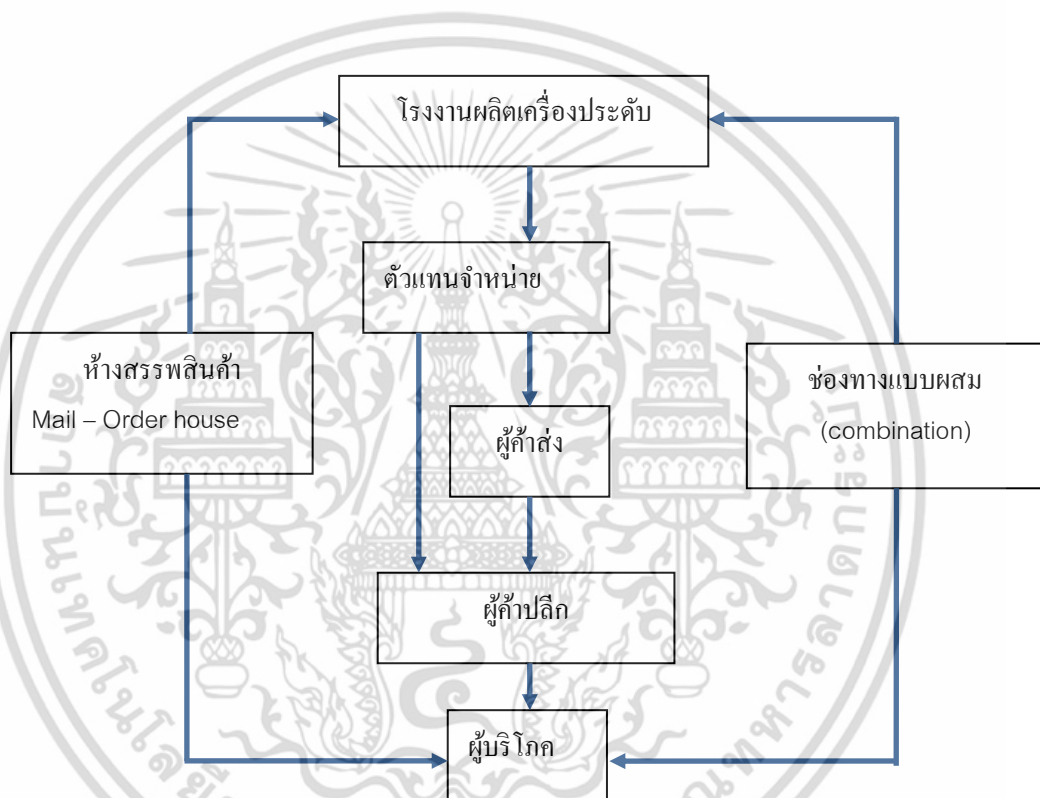 โรงงานผลิตเครื่องประดับ
ตัวแทนจำหน่าย
ห้างสรรพสินค้า
Mail – Order house
ช่องทางแบบผสม
(combination)
ผู้ค้าส่ง
ผู้ค้าปลีก
ผู้บริโภค